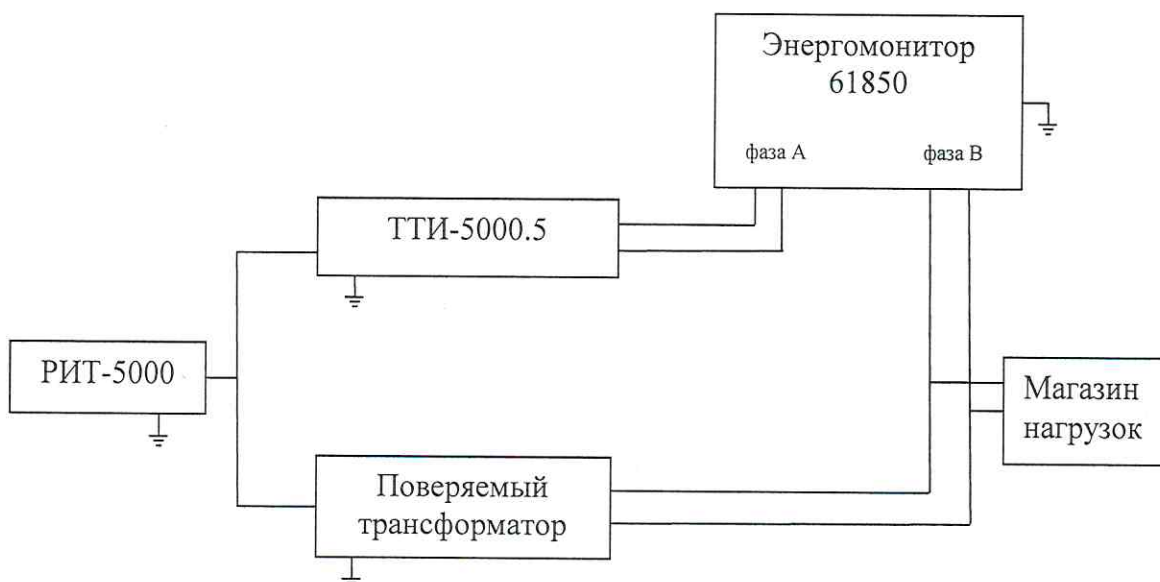 Энергомонитор
61850
фаза А
фаза В
ТТИ-5000.5
РИТ-5000
Магазин
нагрузок
Поверяемый
трансформатор